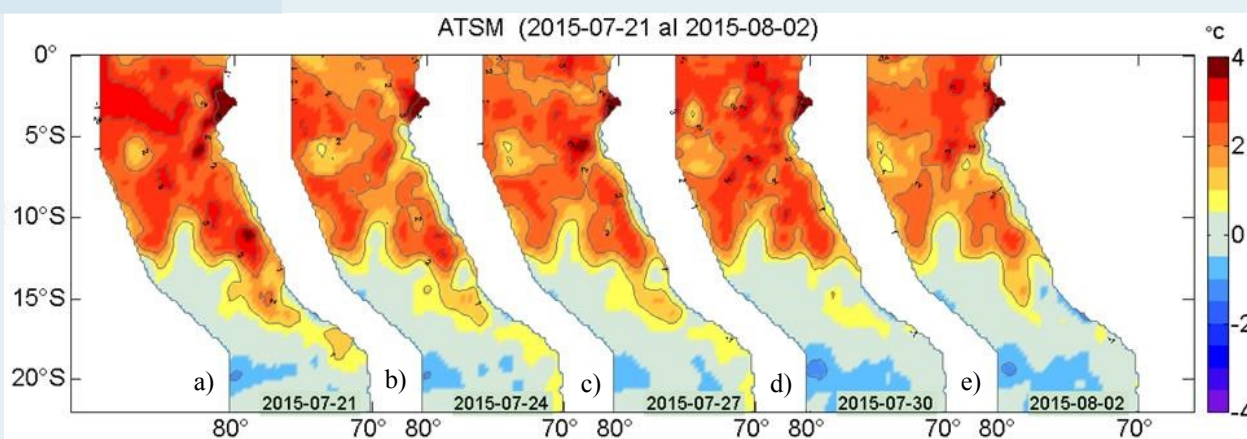 ATSM (2015-07-21 al 2015-08-02)
°C
0°
5°S
10°S
15°S
20°S
4
2
0
-2
-4
a) b) c) d) e)
2015-07-21 2015-07-24 2015-07-27 2015-07-30 2015-08-02
80° 70° 80° 70° 80° 70° 80° 70° 80° 70°